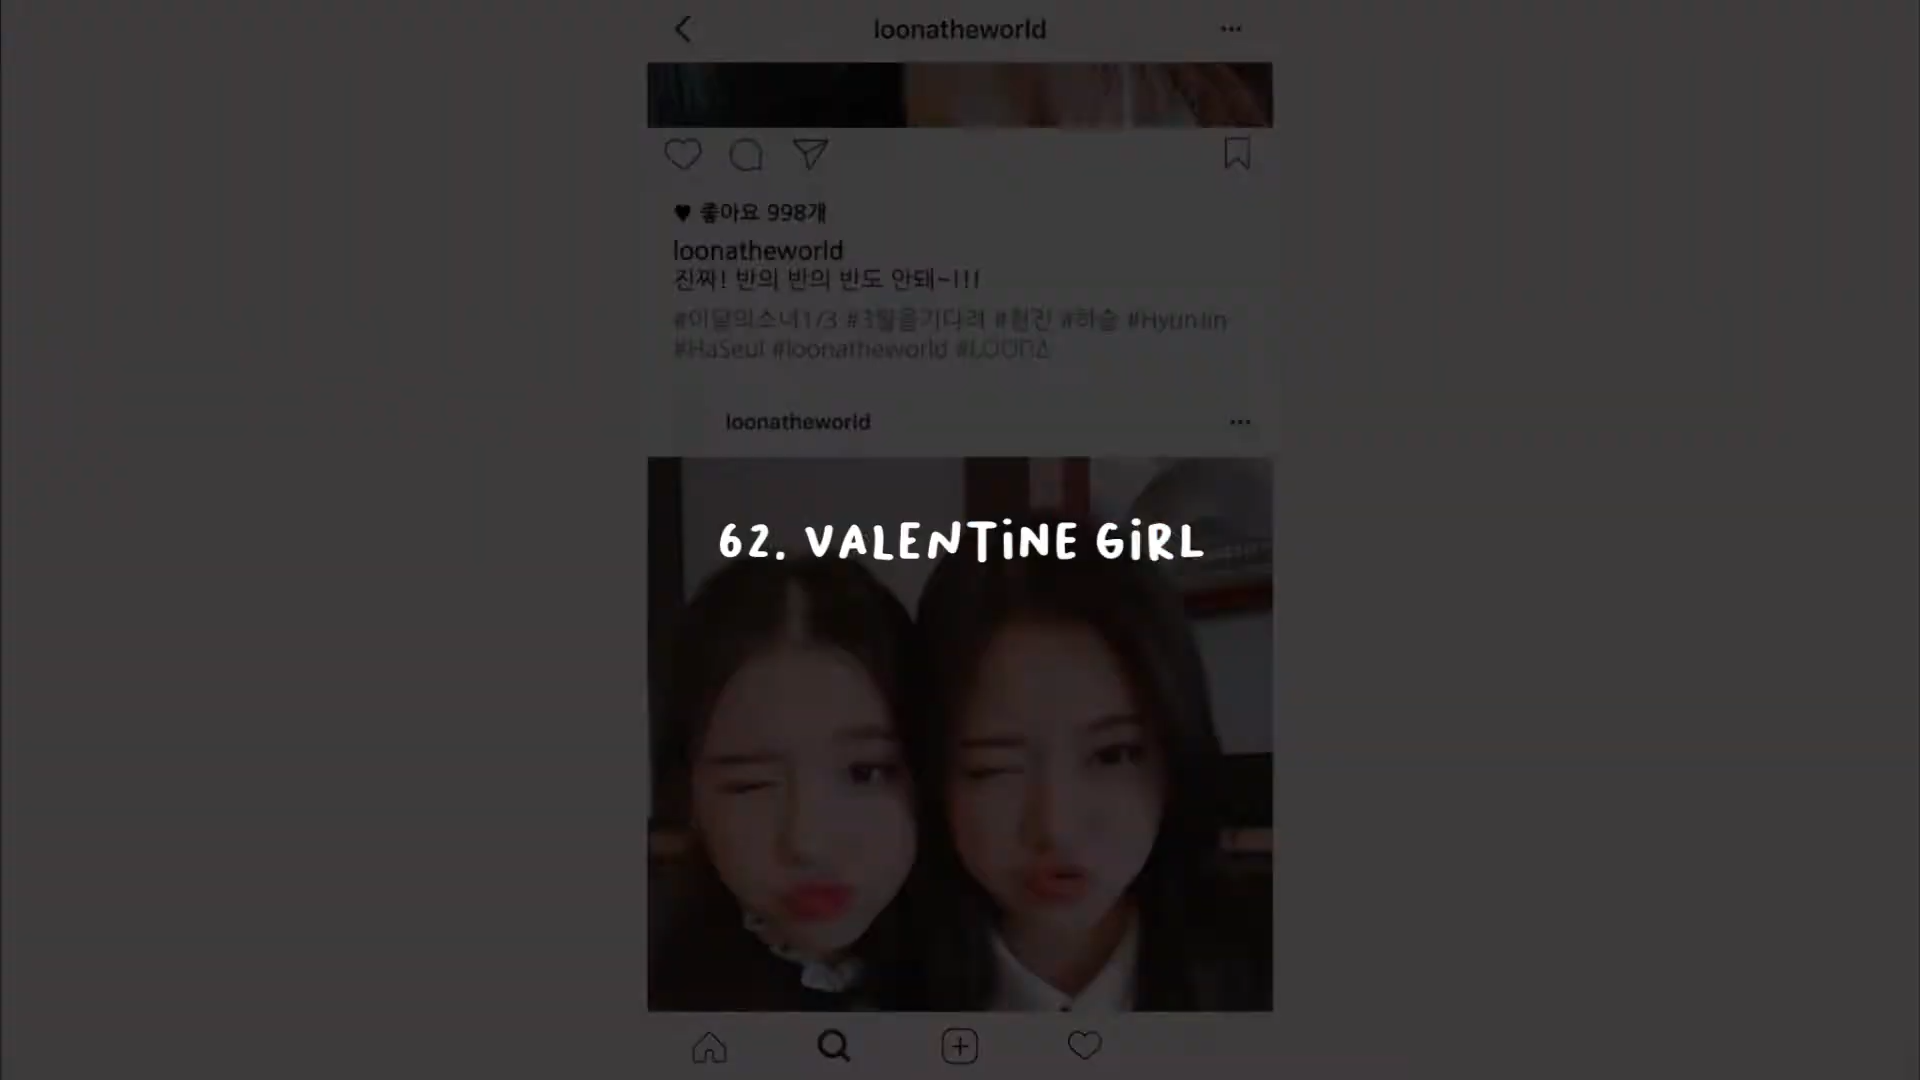 loonatheworld
♥ 좋아요 998개
loonatheworld
진짜! 반의 반의 반도 안돼~!!!
#이달의소녀1/3 #3월을기다려 #현진 #하슬 #HyunJin
#HaSeul #loonatheworld #LOOΠΔ
loonatheworld
62. VALENTiNE GiRL